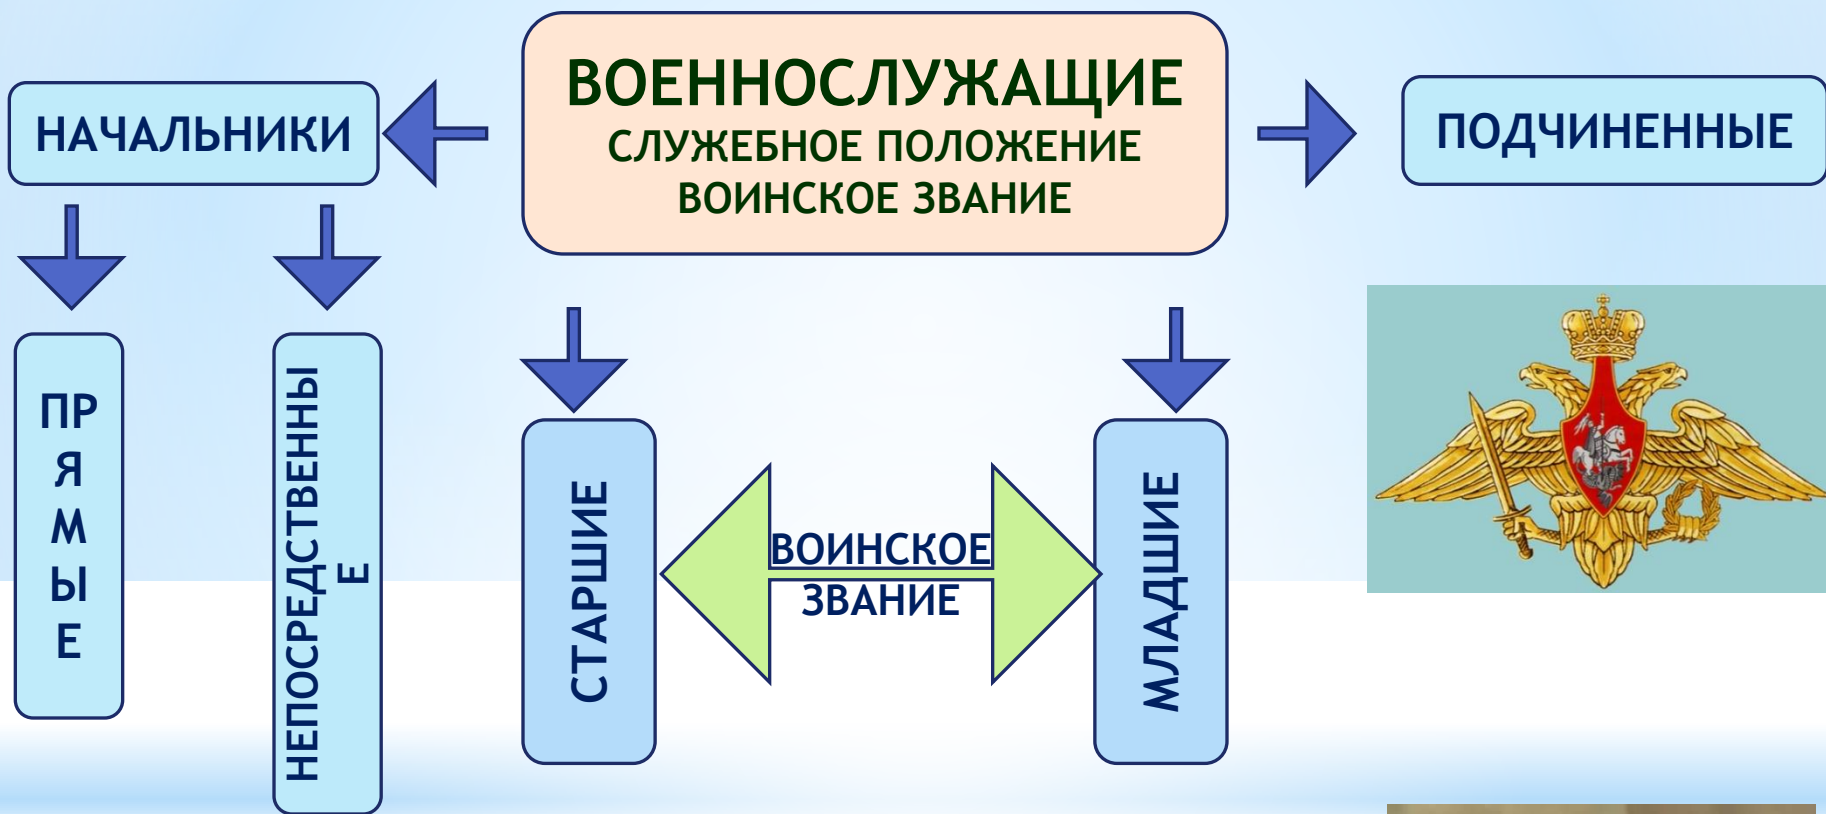 ВОЕННОСЛУЖАЩИЕ
СЛУЖЕБНОЕ ПОЛОЖЕНИЕ
ВОИНСКОЕ ЗВАНИЕ
НАЧАЛЬНИКИ
ПОДЧИНЕННЫЕ
ПР
Я
М
Ы
Е
НЕПОСРЕДСТВЕННЫ
Е
СТАРШИЕ
ВОИНСКОЕ
ЗВАНИЕ
МЛАДШИЕ